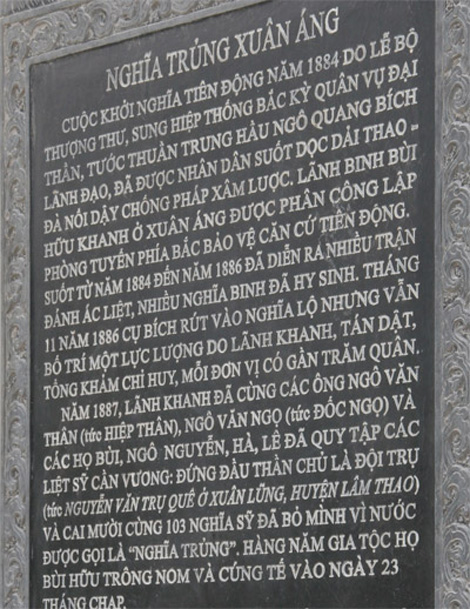 NGHĨA TRỦNG XUÂN ÁNG
CUỘC KHỞI NGHĨA TIÊN ĐỘNG NĂM 1884 DO LỄ BỘ
THƯỢNG THƯ, SUNG HIỆP THỐNG BẮC KỲ QUÂN VỤ ĐẠI
THẦN, TƯỚC THUẦN TRUNG HẦU NGÔ QUANG BÍCH
LÃNH ĐẠO, ĐÃ ĐƯỢC NHÂN DÂN SUỐT DỌC DẢI THAO =
ĐÀ NỔI DẬY CHỐNG PHÁP XÂM LƯỢC. LÃNH BINH BÙI
HỮU KHANH Ở XUÂN ÁNG ĐƯỢC PHÂN CÔNG LẬP
PHÒNG TUYẾN PHÍA BẮC BẢO VỆ CĂN CỨ TIÊN ĐỘNG.
SUỐT TỪ NĂM 1884 ĐẾN NĂM 1886 ĐÃ DIỄN RA NHIỀU TRẬN
ĐÁNH ÁC LIỆT, NHIỀU NGHĨA BINH ĐÃ HY SINH. THÁNG
11 NĂM 1886 CỤ BÍCH RÚT VÀO NGHĨA LỘ NHƯNG VẪN
BỐ TRÍ MỘT LỰC LƯỢNG DO LÃNH KHANH, TÁN DẬT,
TỔNG KHẦM CHỈ HUY, MỖI ĐƠN VỊ CÓ GẦN TRĂM QUÂN.
NĂM 1887, LÃNH KHANH ĐÃ CÙNG CÁC ÔNG NGÔ VĂN
THÂN (tức HIỆP THÂN), NGÔ VĂN NGỌ (tức ĐỐC NGỌ) VÀ
CÁC HỌ BÙI, NGÔ NGUYỄN, HÀ, LÊ ĐÃ QUY TẬP CÁC
LIỆT SỸ CẦN VƯƠNG: ĐỨNG ĐẦU THẦN CHỦ LÀ ĐỘI TRỤ
(tức NGUYỄN VĂN TRỤ QUÊ Ở XUÂN LŨNG, HUYỆN LÂM THAO)
VÀ CAI MƯỜI CÙNG 103 NGHĨA SỸ ĐÃ BỎ MÌNH VÌ NƯỚC
ĐƯỢC GỌI LÀ "NGHĨA TRỦNG". HÀNG NĂM GIA TỘC HỌ
BÙI HỮU TRÔNG NOM VÀ CÚNG TẾ VÀO NGÀY 23
THÁNG CHẠP.